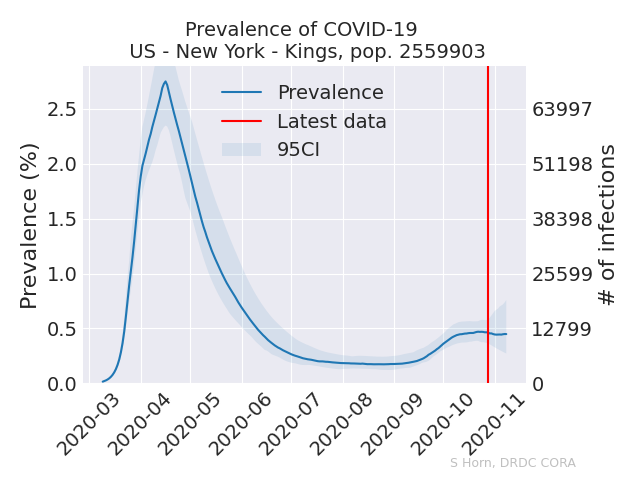 Prevalence of COVID-19
US - New York - Kings, pop. 2559903
Prevalence
Latest data
95CI
Prevalence (%)
2.5
2.0
1.5
1.0
0.5
0.0
63997
51198
38398
25599
12799
0
# of infections
2020-03
2020-04
2020-05
2020-06
2020-07
2020-08
2020-09
2020-10
2020-11
S Horn, DRDC CORA